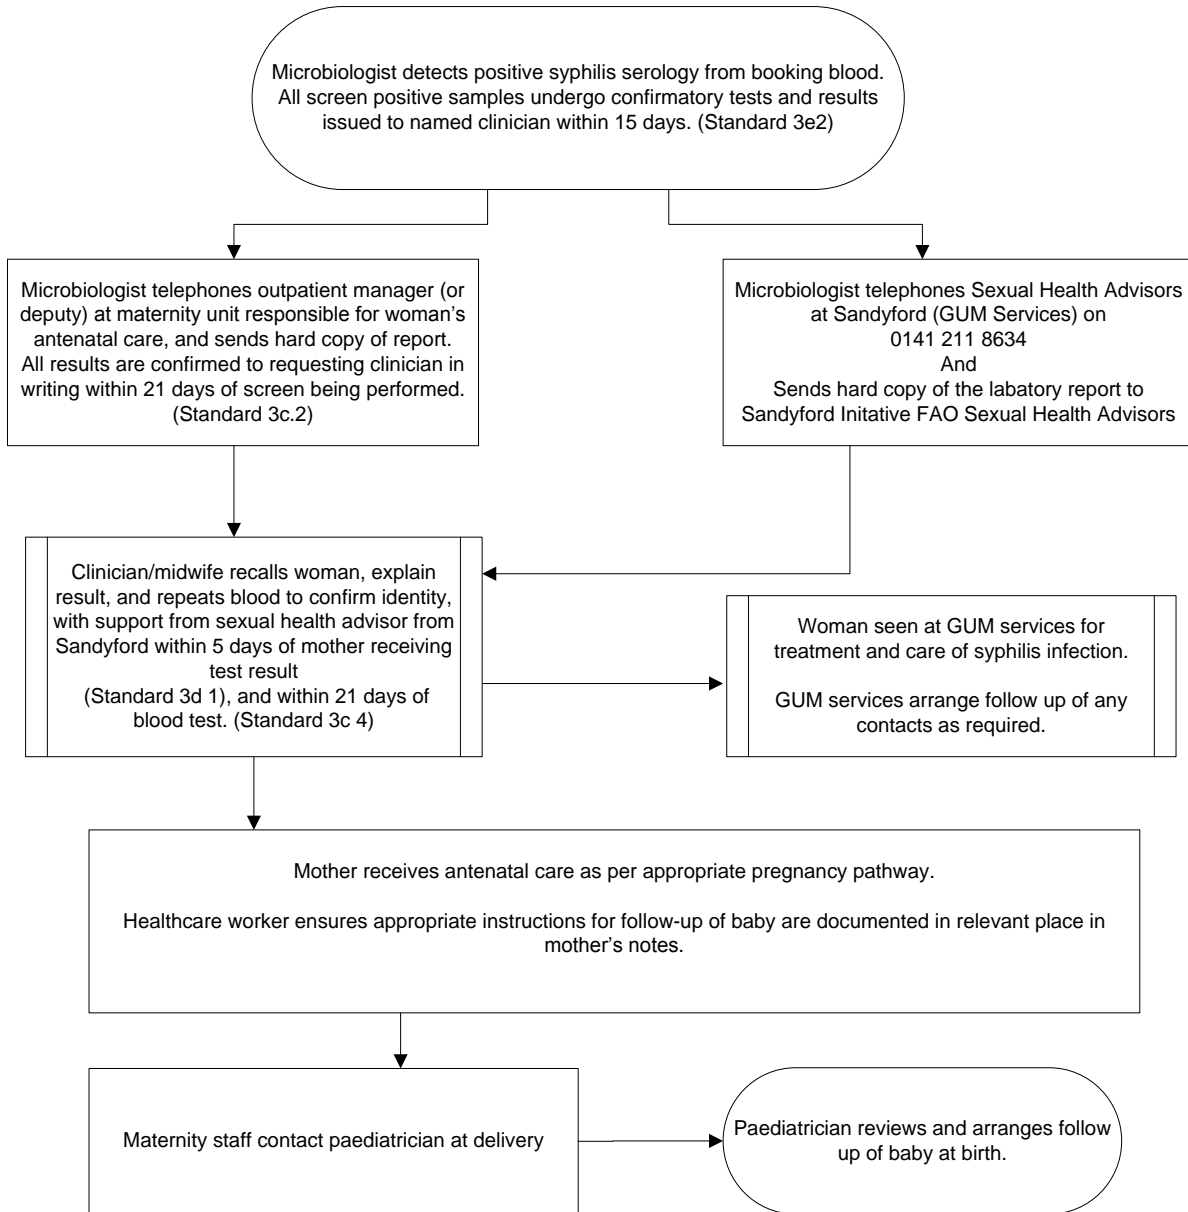 Microbiologist detects positive syphilis serology from booking blood.
All screen positive samples undergo confirmatory tests and results
issued to named clinician within 15 days. (Standard 3e2)
Microbiologist telephones outpatient manager (or
deputy) at maternity unit responsible for woman's
antenatal care, and sends hard copy of report.
All results are confirmed to requesting clinician in
writing within 21 days of screen being performed.
(Standard 3c.2)
Microbiologist telephones Sexual Health Advisors
at Sandyford (GUM Services) on
0141 211 8634
And
Sends hard copy of the labatory report to
Sandyford Initative FAO Sexual Health Advisors
Clinician/midwife recalls woman, explain
result, and repeats blood to confirm identity,
with support from sexual health advisor from
Sandyford within 5 days of mother receiving
test result
(Standard 3d 1), and within 21 days of
blood test. (Standard 3c 4)
Woman seen at GUM services for
treatment and care of syphilis infection.
GUM services arrange follow up of any
contacts as required.
Mother receives antenatal care as per appropriate pregnancy pathway.
Healthcare worker ensures appropriate instructions for follow-up of baby are documented in relevant place in
mother's notes.
Maternity staff contact paediatrician at delivery
Paediatrician reviews and arranges follow
up of baby at birth.